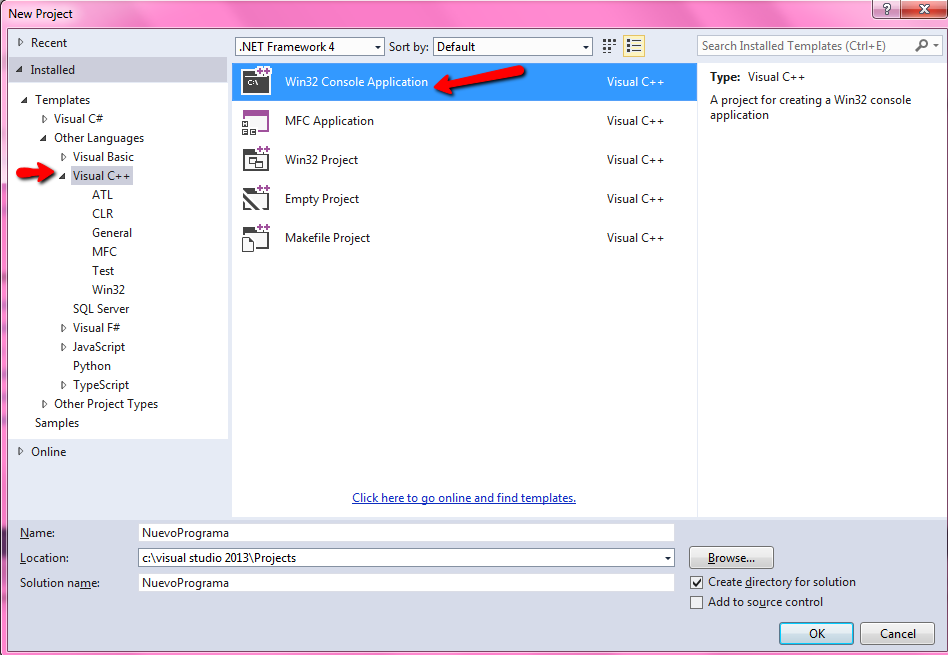 New Project
?
Recent
.NET Framework 4
Sort by:
Default
Search Installed Templates (Ctrl+E)
Installed
Templates
Visual C#
Other Languages
Visual Basic
Visual C++
ATL
CLR
General
MFC
Test
Win32
SQL Server
Visual F#
JavaScript
Python
TypeScript
Other Project Types
Samples
Online
C:\
Win32 Console Application Visual C++
MFC Application Visual C++
Win32 Project Visual C++
Empty Project Visual C++
Makefile Project Visual C++
Click here to go online and find templates.
Type: Visual C++
A project for creating a Win32 console
application
Name: NuevoPrograma
Location: c:\visual studio 2013\Projects
Browse...
Solution name: NuevoPrograma
Create directory for solution
Add to source control
OK
Cancel